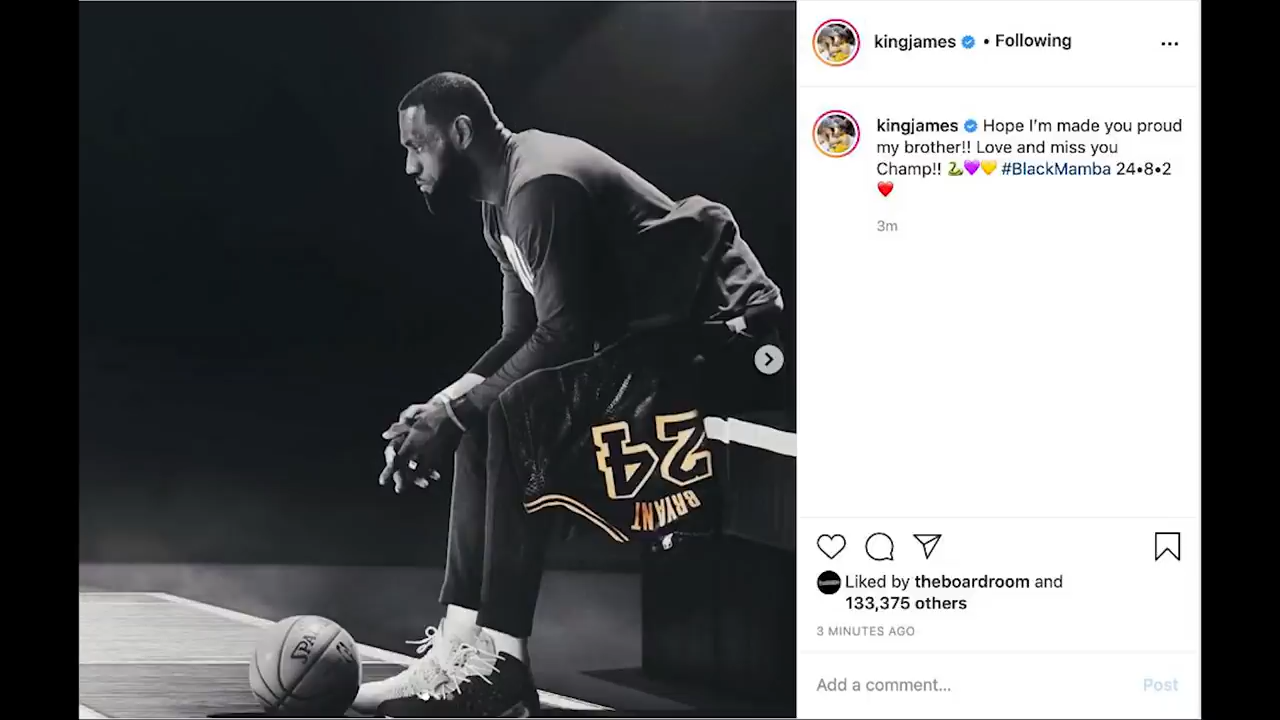 kingjames • Following
kingjames Hope I'm made you proud
my brother!! Love and miss you
Champ!! 🐍💜💛 #BlackMamba 24•8•2
❤️
3m
24
BRYANT
SPA
Liked by theboardroom and
133,375 others
3 MINUTES AGO
Add a comment...
Post